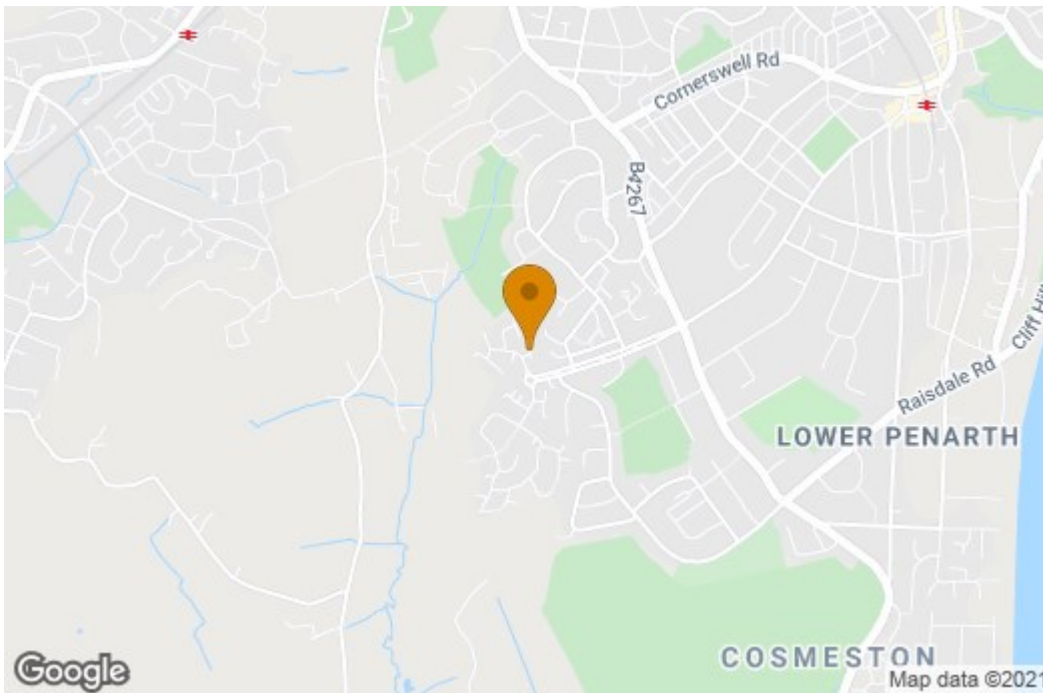 Cornerswell Rd
B4267
Cliff Hill
Raisdale Rd
LOWER PENARTH
COSMESTON
Google
Map data ©2021